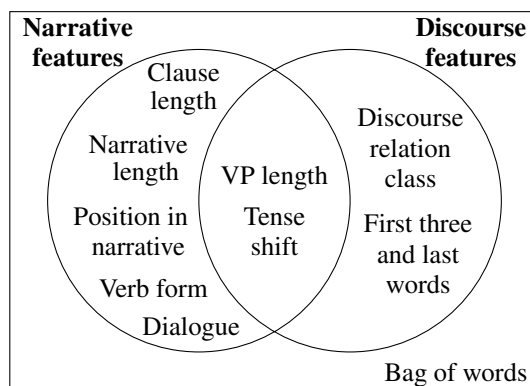 Narrative
features
Discourse
features
Clause
length
Narrative
length
Position in
narrative
Verb form
Dialogue
VP length
Tense
shift
Discourse
relation
class
First three
and last
words
Bag of words